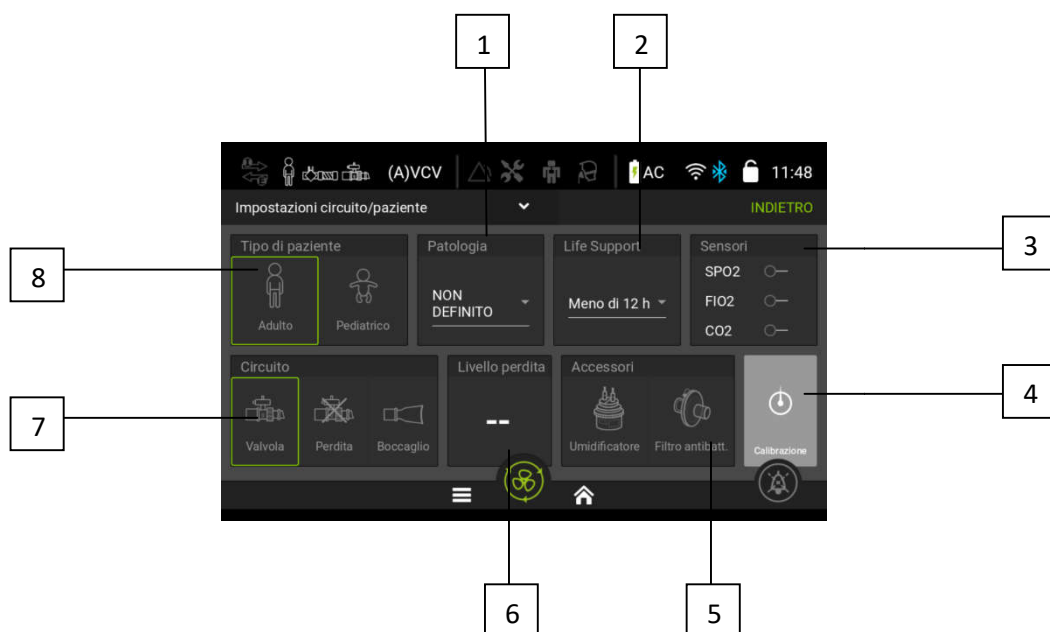 1
2
(A)VCV
AC
11:48
Impostazioni circuito/paziente
INDIETRO
Tipo di paziente
Adulto
Pediatrico
Patologia
NON
DEFINITO
Life Support
Meno di 12 h
Sensori
SPO2
FIO2
CO2
3
8
Circuito
Valvola
Perdita
Boccaglio
Livello perdita
--
Accessori
Umidificatore
Filtro antibatt.
Calibrazione
4
7
6
5